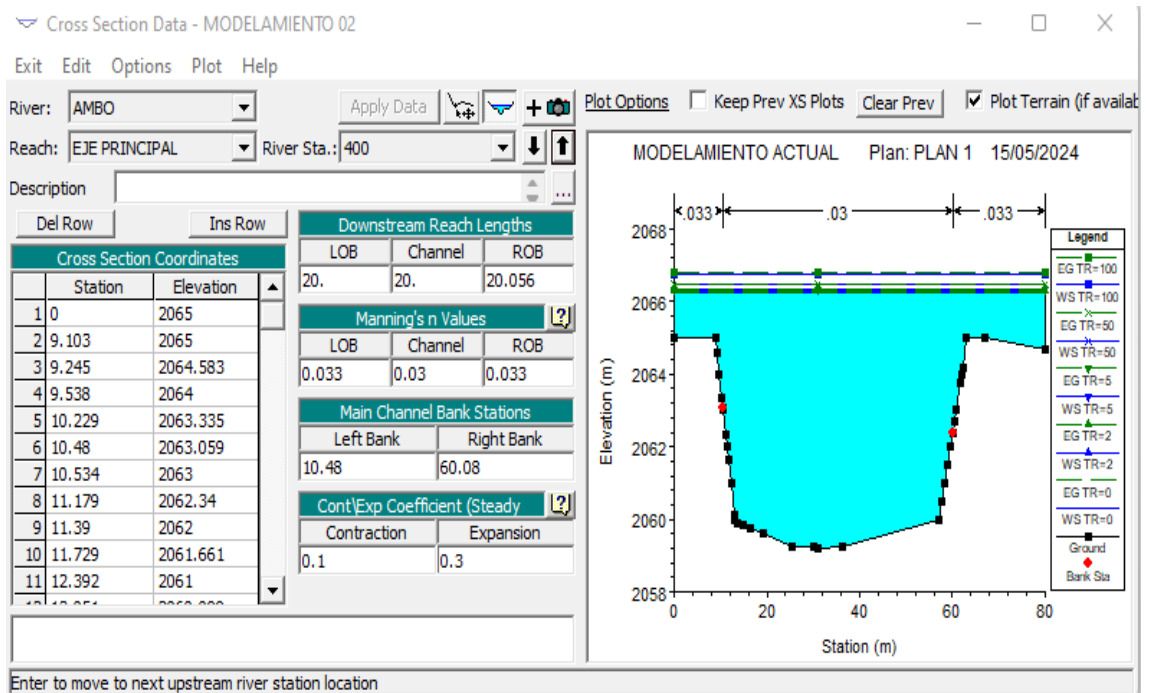 Cross Section Data - MODELAMIENTO 02
Exit Edit Options Plot Help
River: AMBO Apply Data
Reach: EJE PRINCIPAL River Sta.: 400
Description ...
Del Row Ins Row
Cross Section Coordinates
Station Elevation
1 0 2065
2 9.103 2065
3 9.245 2064.583
4 9.538 2064
5 10.229 2063.335
6 10.48 2063.059
7 10.534 2063
8 11.179 2062.34
9 11.39 2062
10 11.729 2061.661
11 12.392 2061
Downstream Reach Lengths
LOB Channel ROB
20. 20. 20.056
Manning's n Values
LOB Channel ROB
0.033 0.03 0.033
Main Channel Bank Stations
Left Bank Right Bank
10.48 60.08
Cont\Exp Coefficient (Steady
Contraction Expansion
0.1 0.3
Plot Options Keep Prev XS Plots Clear Prev Plot Terrain (if availab
MODELAMIENTO ACTUAL Plan: PLAN 1 15/05/2024
.033 .03 .033
2068
2066
2064
2062
2060
2058
Elevation (m)
0 20 40 60 80
Station (m)
Legend
EG TR=100
WS TR=100
EG TR=50
WS TR=50
EG TR=5
WS TR=5
EG TR=2
WS TR=2
EG TR=0
WS TR=0
Ground
Bank Sta
Enter to move to next upstream river station location